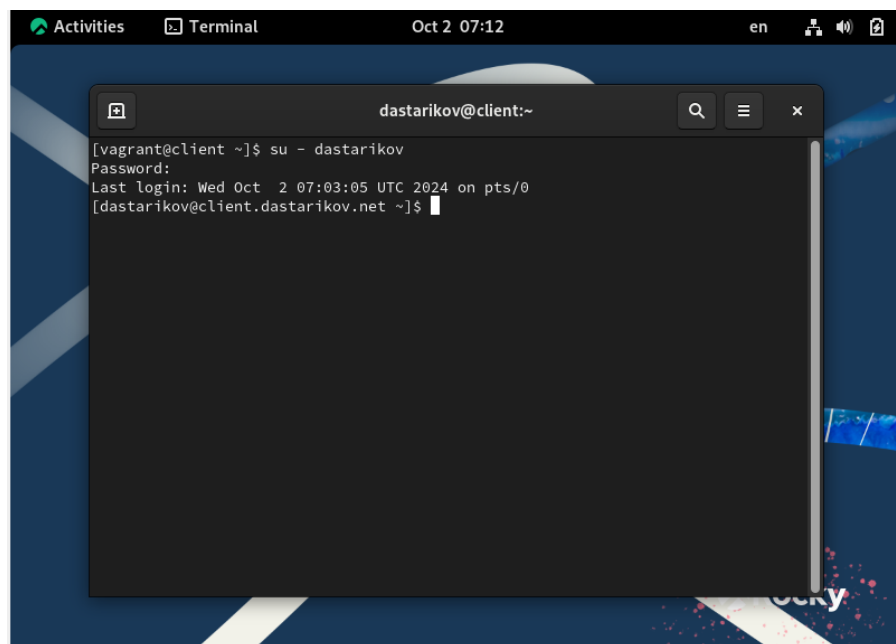 Activities Terminal Oct 2 07:12 en
dastarikov@client:~
[vagrant@client ~]$ su - dastarikov
Password:
Last login: Wed Oct  2 07:03:05 UTC 2024 on pts/0
[dastarikov@client.dastarikov.net ~]$